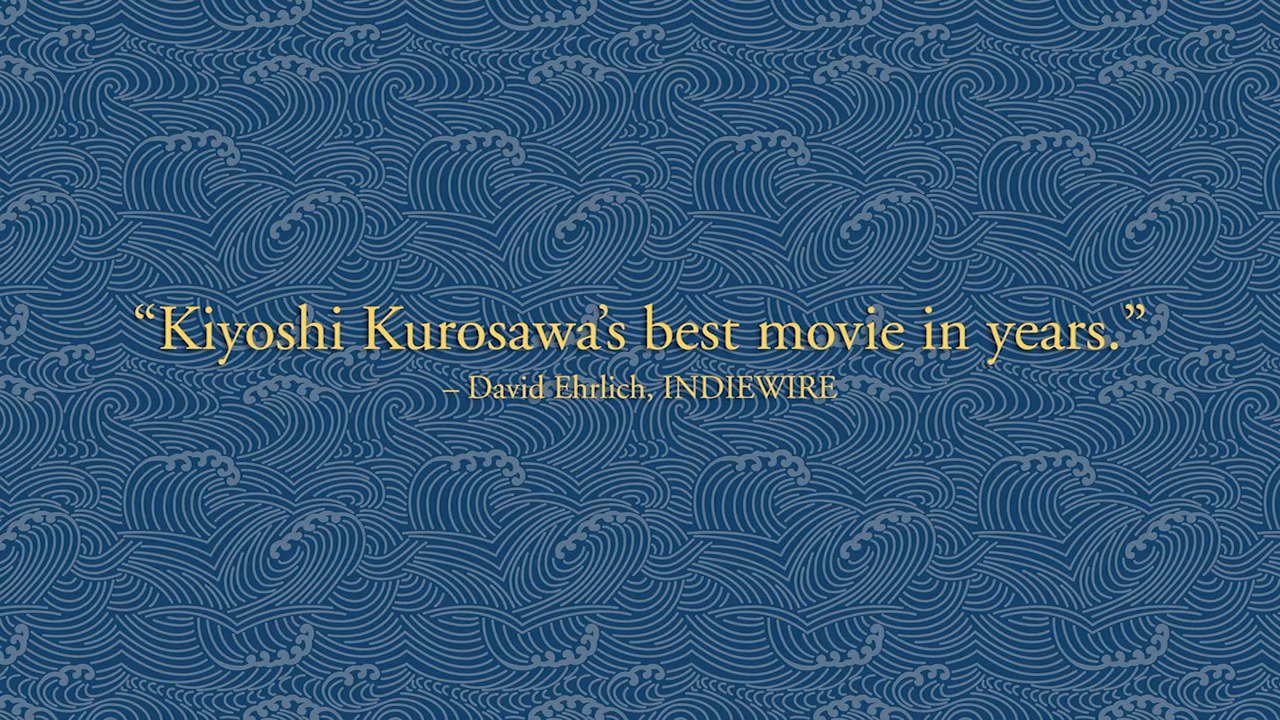 “Kiyoshi Kurosawa’s best movie in years.”
– David Ehrlich, INDIEWIRE